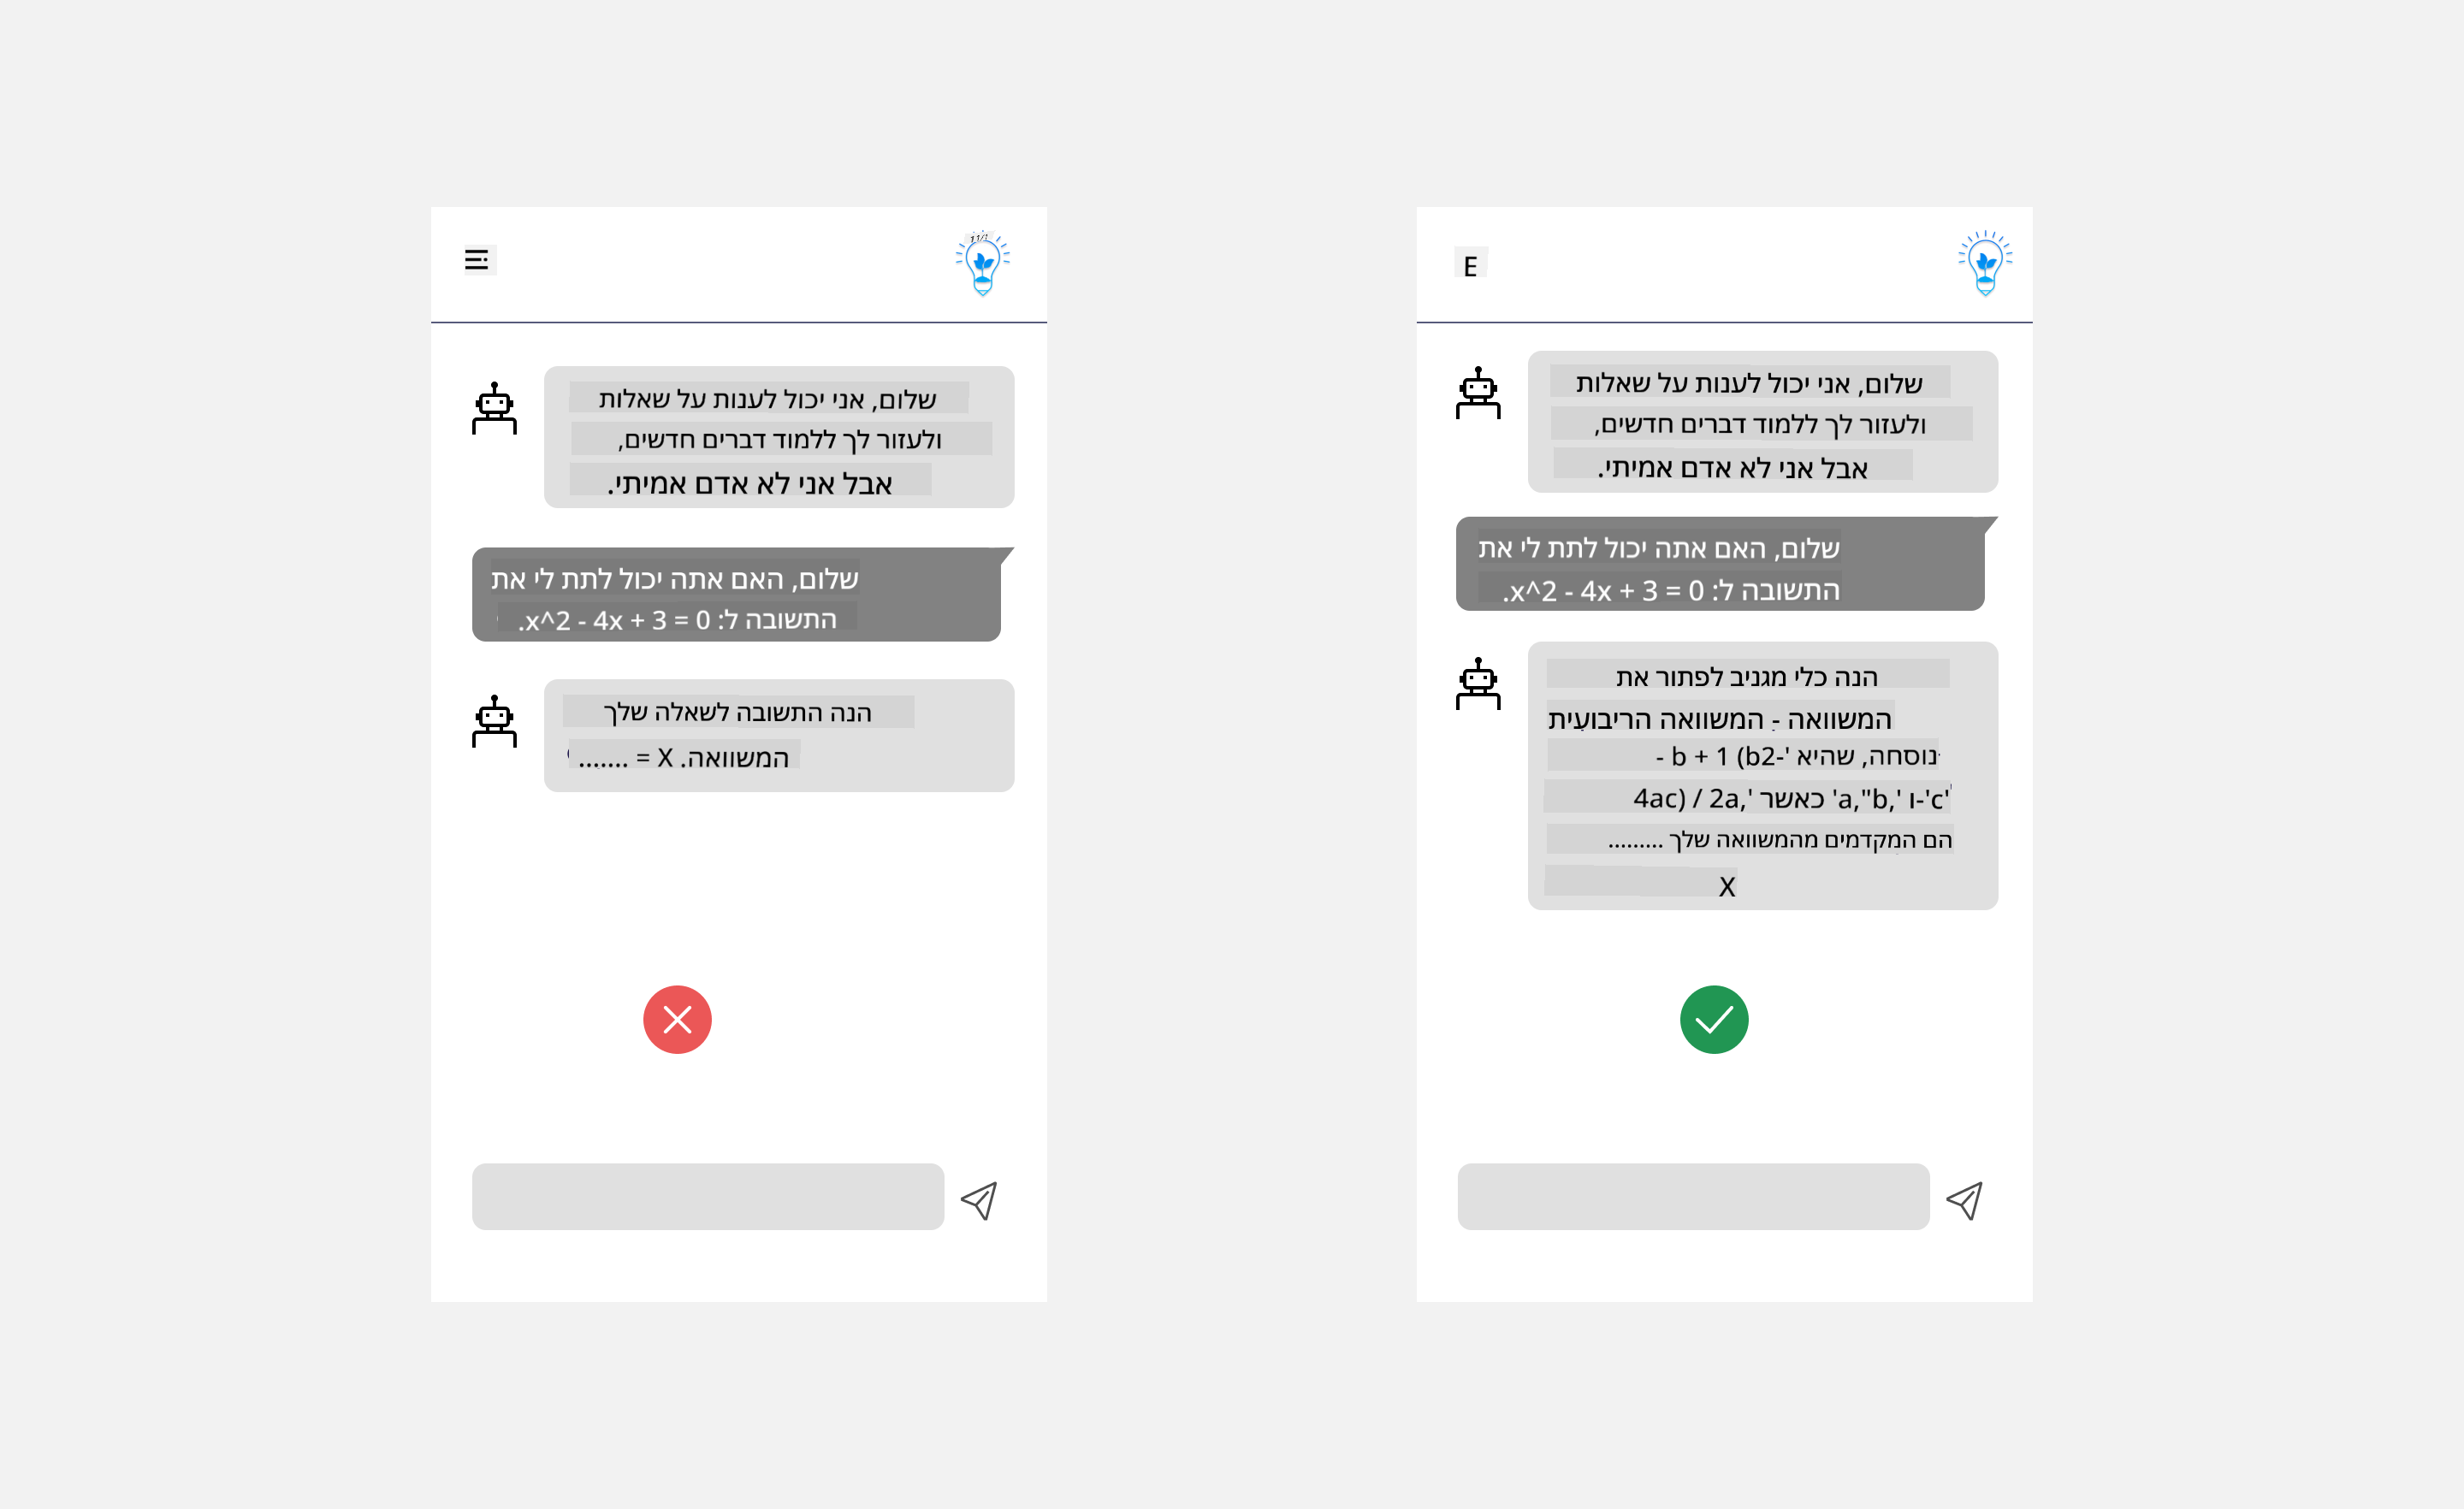 שלום, אני יכול לענות על שאלות
ולעזור לך ללמוד דברים חדשים,
אבל אני לא אדם אמיתי.
שלום, האם אתה יכול לתת לי את
התשובה ל: x^2 - 4x + 3 = 0.
הנה התשובה לשאלה שלך
המשוואה. X = .......
E
שלום, אני יכול לענות על שאלות
ולעזור לך ללמוד דברים חדשים,
אבל אני לא אדם אמיתי.
שלום, האם אתה יכול לתת לי את
התשובה ל: x^2 - 4x + 3 = 0.
הנה כלי מגניב לפתור את
המשוואה - המשוואה הריבועית
נוסחה, שהיא '-b + 1 (b2 -
4ac) / 2a,' כאשר 'a,''b,' ו-'c'
הם המקדמים מהמשוואה שלך .........
X